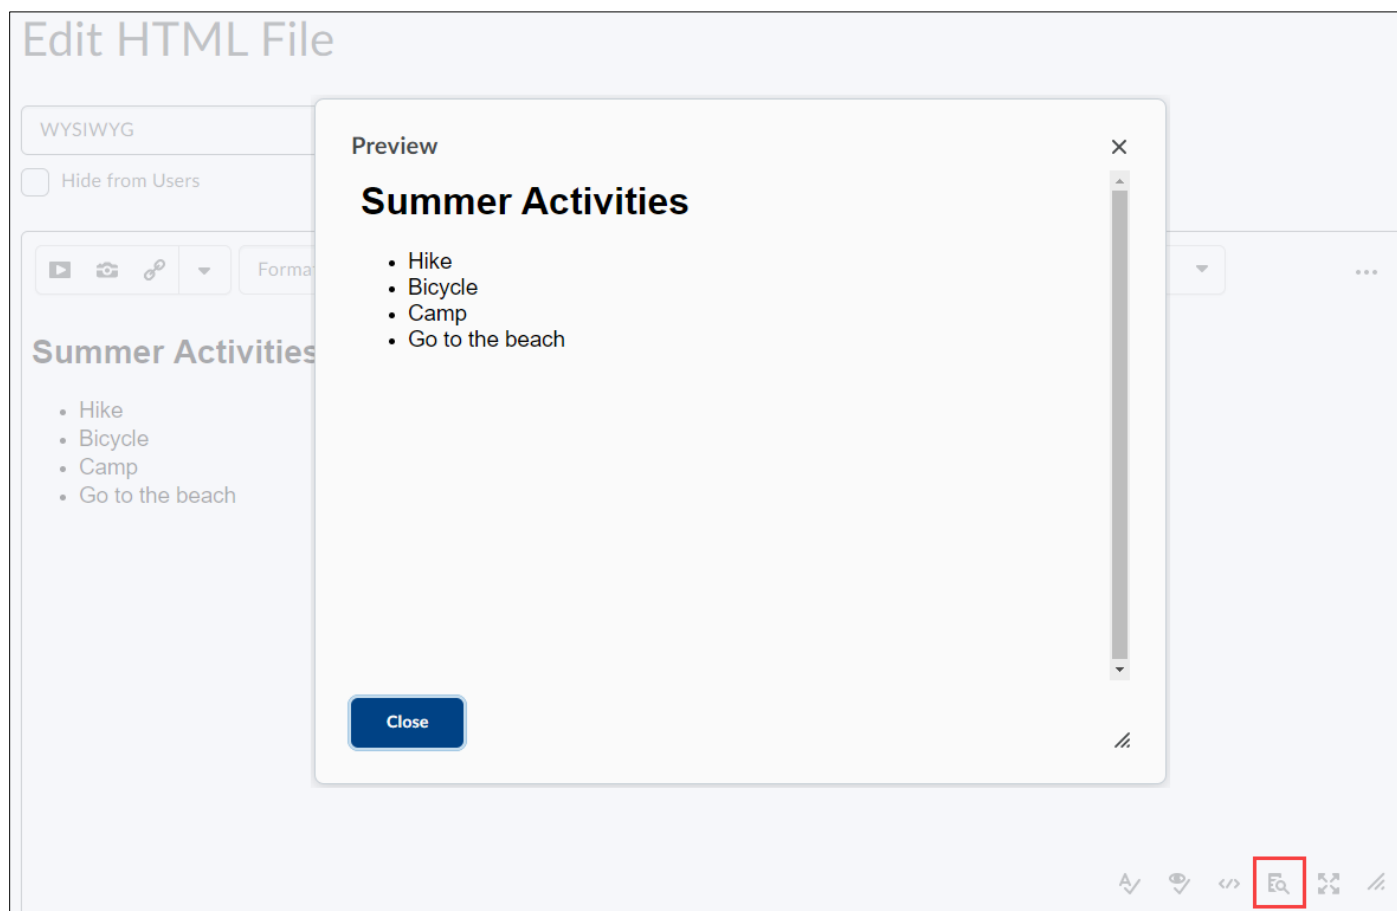 Edit HTML File
WYSIWYG
Hide from Users
Forma
Summer Activities
Hike
Bicycle
Camp
Go to the beach
Preview
Summer Activities
Hike
Bicycle
Camp
Go to the beach
Close